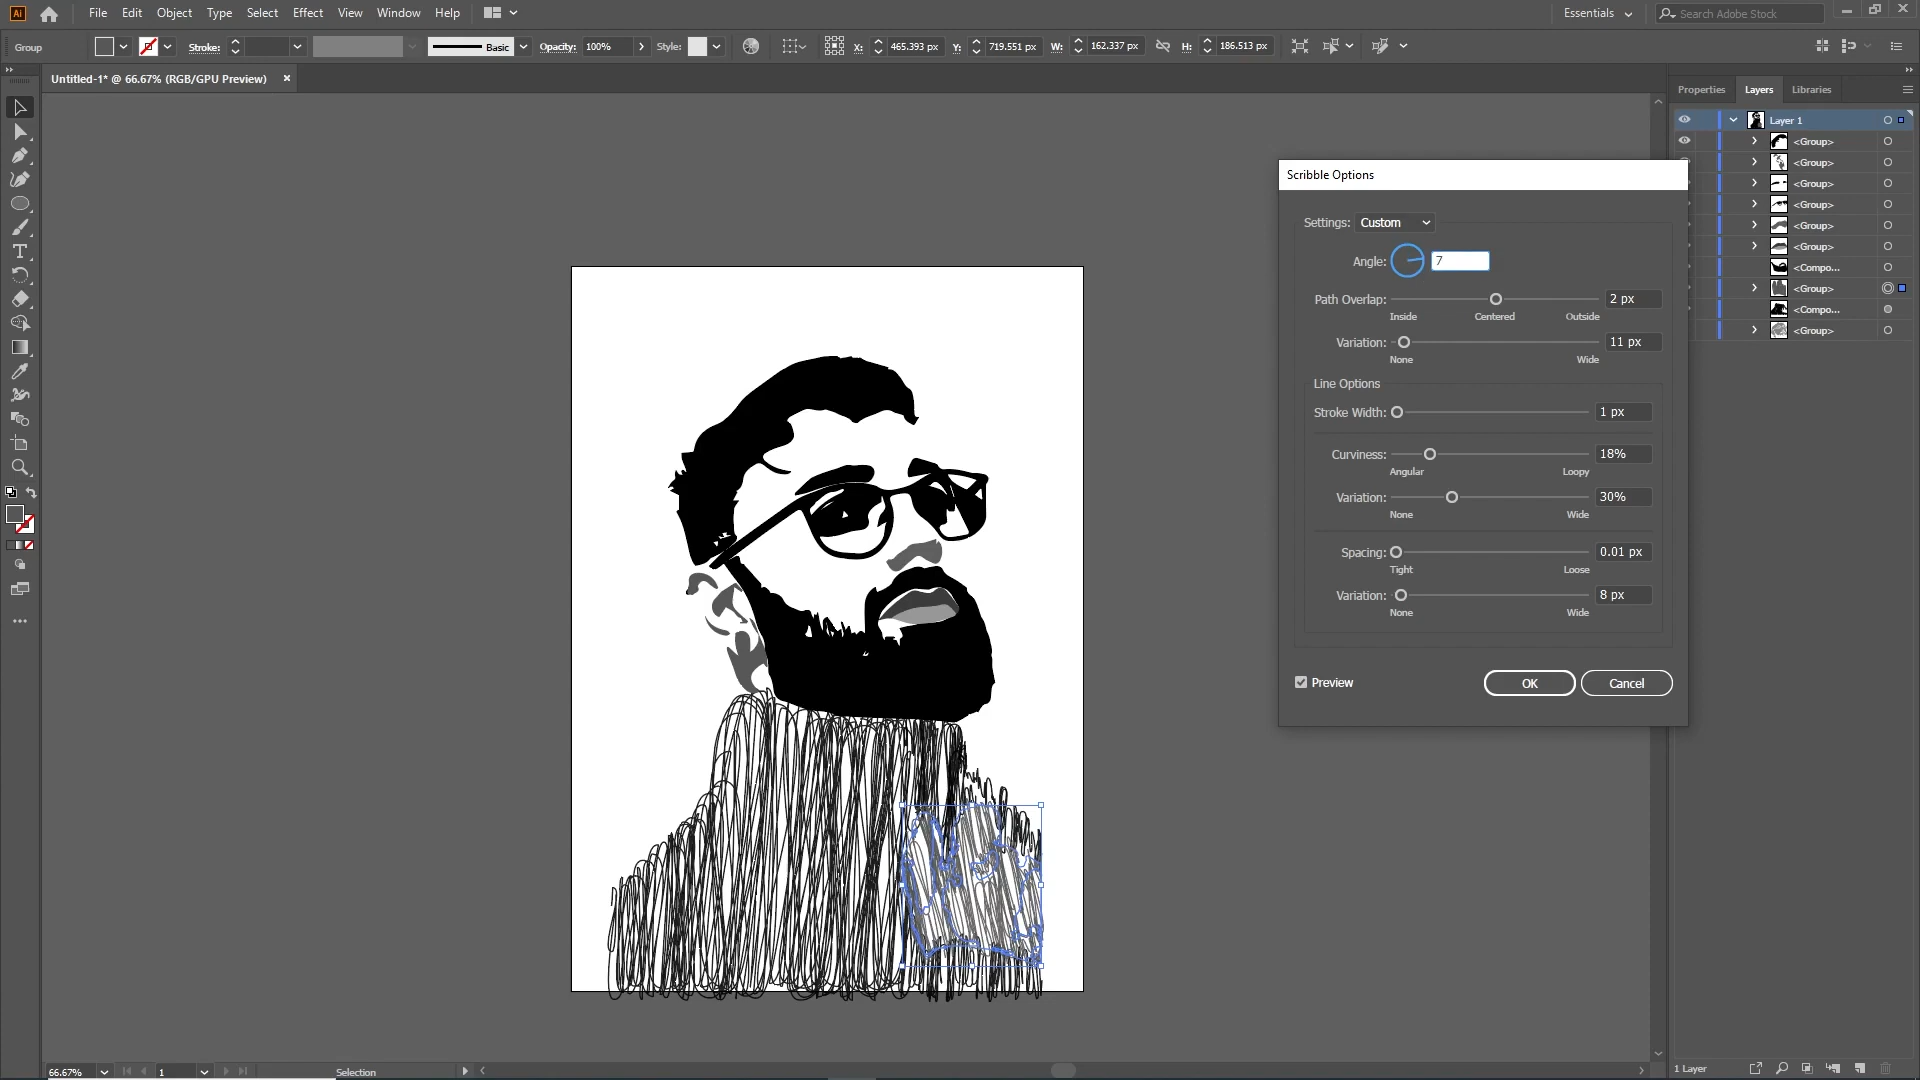 Ai File Edit Object Type Select Effect View Window Help Essentials Search Adobe Stock
Group Stroke: Basic Opacity: 100% Style: X: 465.393 px Y: 719.551 px W: 162.337 px H: 186.513 px
Untitled-1* @ 66.67% (RGB/GPU Preview) ×
Properties Layers Libraries
Layer 1
<Group>
<Group>
<Group>
<Group>
<Group>
<Group>
<Compo...
<Group>
<Compo...
<Group>
Scribble Options
Settings: Custom
Angle: 7
Path Overlap: 2 px
Inside Centered Outside
Variation: 11 px
None Wide
Line Options
Stroke Width: 1 px
Curviness: 18%
Angular Loopy
Variation: 30%
None Wide
Spacing: 0.01 px
Tight Loose
Variation: 8 px
None Wide
Preview OK Cancel
66.67% 1 Selection
1 Layer